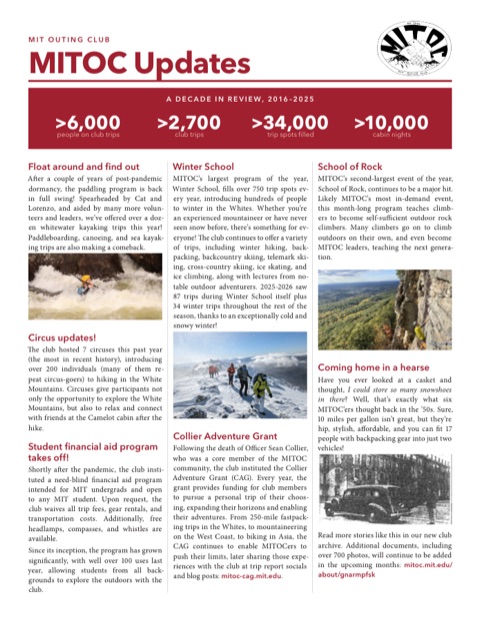 MIT OUTING CLUB
MITOC Updates
MITOC
A DECADE IN REVIEW, 2016–2025
>6,000
people on club trips
>2,700
club trips
>34,000
trip spots filled
>10,000
cabin nights
Float around and find out
After a couple of years of post-pandemic
dormancy, the paddling program is back
in full swing! Spearheaded by Cat and
Lorenzo, and aided by many more volun-
teers and leaders, we've offered over a doz-
en whitewater kayaking trips this year!
Paddleboarding, canoeing, and sea kayak-
ing trips are also making a comeback.
Circus updates!
The club hosted 7 circuses this past year
(the most in recent history), introducing
over 200 individuals (many of them re-
peat circus-goers) to hiking in the White
Mountains. Circuses give participants not
only the opportunity to explore the White
Mountains, but also to relax and connect
with friends at the Camelot cabin after the
hike.
Student financial aid program
takes off!
Shortly after the pandemic, the club insti-
tuted a need-blind financial aid program
intended for MIT undergrads and open
to any MIT student. Upon request, the
club waives all trip fees, gear rentals, and
transportation costs. Additionally, free
headlamps, compasses, and whistles are
available.
Since its inception, the program has grown
significantly, with well over 100 uses last
year, allowing students from all back-
grounds to explore the outdoors with the
club.
Winter School
MITOC's largest program of the year,
Winter School, fills over 750 trip spots ev-
ery year, introducing hundreds of people
to winter in the Whites. Whether you're
an experienced mountaineer or have never
seen snow before, there's something for ev-
eryone! The club continues to offer a variety
of trips, including winter hiking, back-
packing, backcountry skiing, telemark ski-
ing, cross-country skiing, ice skating, and
ice climbing, along with lectures from no-
table outdoor adventurers. 2025-2026 saw
87 trips during Winter School itself plus
34 winter trips throughout the rest of the
season, thanks to an exceptionally cold and
snowy winter!
Collier Adventure Grant
Following the death of Officer Sean Collier,
who was a core member of the MITOC
community, the club instituted the Collier
Adventure Grant (CAG). Every year, the
grant provides funding for club members
to pursue a personal trip of their choos-
ing, expanding their horizons and enabling
their adventures. From 250-mile fastpack-
ing trips in the Whites, to mountaineering
on the West Coast, to biking in Asia, the
CAG continues to enable MITOCers to
push their limits, later sharing those expe-
riences with the club at trip report socials
and blog posts: mitoc-cag.mit.edu.
School of Rock
MITOC's second-largest event of the year,
School of Rock, continues to be a major hit.
Likely MITOC's most in-demand event,
this month-long program teaches climb-
ers to become self-sufficient outdoor rock
climbers. Many climbers go on to climb
outdoors on their own, and even become
MITOC leaders, teaching the next genera-
tion.
Coming home in a hearse
Have you ever looked at a casket and
thought, I could store so many snowshoes
in there? Well, that's exactly what six
MITOC'ers thought back in the '50s. Sure,
10 miles per gallon isn't great, but they're
hip, stylish, affordable, and you can fit 17
people with backpacking gear into just two
vehicles!
Read more stories like this in our new club
archive. Additional documents, including
over 700 photos, will continue to be added
in the upcoming months: mitoc.mit.edu/
about/gnarmpfsk